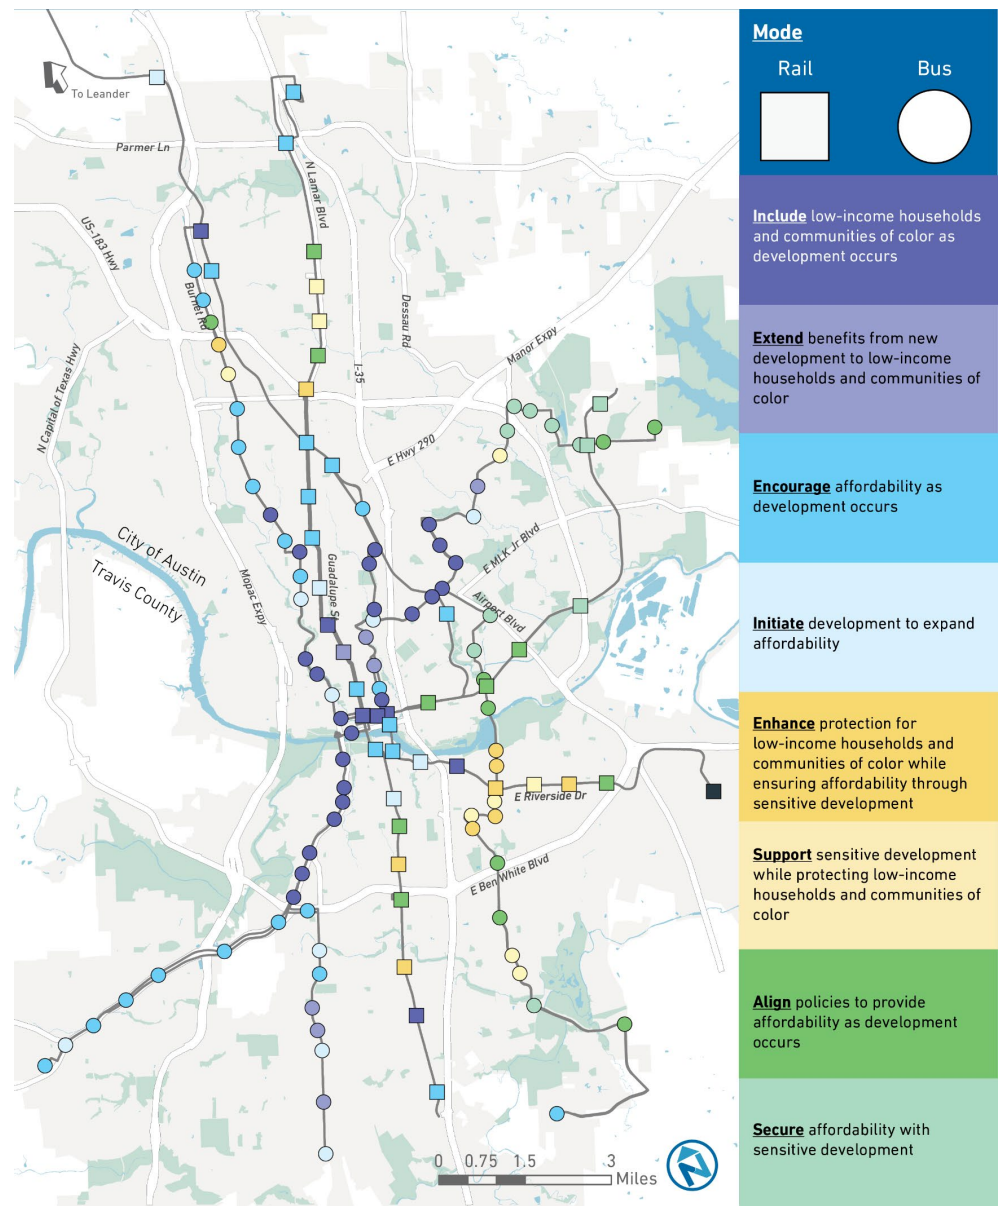 To Leander
Parmer Ln
N Lamar Blvd
US-183 Hwy
Burnet Rd
Dessau Rd
Manor Expy
I-35
N Capital of Texas Hwy
E Hwy 290
City of Austin
Travis County
Mopac Expy
Guadalupe St
E MLK Jr Blvd
Airport Blvd
E Riverside Dr
E Ben White Blvd
0 0.75 1.5 3
Miles
Mode
Rail Bus
Include low-income households
and communities of color as
development occurs
Extend benefits from new
development to low-income
households and communities of
color
Encourage affordability as
development occurs
Initiate development to expand
affordability
Enhance protection for
low-income households and
communities of color while
ensuring affordability through
sensitive development
Support sensitive development
while protecting low-income
households and communities of
color
Align policies to provide
affordability as development
occurs
Secure affordability with
sensitive development